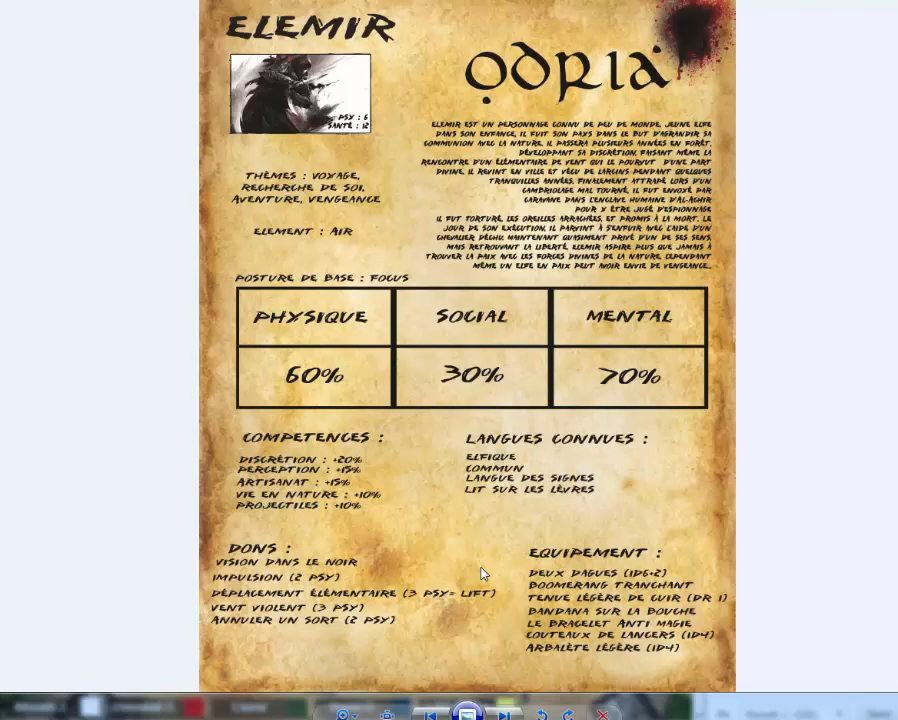 ELEMIR
ODRIA
PSY : 6
SANTÉ : 12
ELEMIR EST UN PERSONNAGE CONNU DE PEU DE MONDE. JEUNE ELFE
DANS SON ENFANCE, IL FUIT SON PAYS DANS LE BUT D'AGRANDIR SA
COMMUNION AVEC LA NATURE. IL PASSERA PLUSIEURS ANNÉES EN FORÊT,
DÉVELOPPANT SA DISCRÉTION, FAISANT MÊME LA
RENCONTRE D'UN ÉLÉMENTAIRE DE VENT QUI LE POURVUT D'UNE PART
DIVINE. IL REVINT EN VILLE ET VÉCU DE LARCINS PENDANT QUELQUES
TRANQUILLES ANNÉES. FINALEMENT ATTRAPÉ LORS D'UN
CAMBRIOLAGE MAL TOURNÉ, IL FUT ENVOYÉ PAR
CARAVANE DANS L'ENCLAVE HUMAINE D'AL-ACHIR
POUR Y ÊTRE JUGÉ D'ESPIONNAGE
IL FUT TORTURÉ, LES OREILLES ARRACHÉES, ET PROMIS À LA MORT. LE
JOUR DE SON EXÉCUTION, IL PARVINT À S'ENFUIR AVEC L'AIDE D'UN
CHEVALIER DÉCHU. MAINTENANT QUASIMENT PRIVÉ D'UN DE SES SENS,
MAIS RETROUVANT LA LIBERTÉ, ELEMIR ASPIRE PLUS QUE JAMAIS À
TROUVER LA PAIX AVEC LES FORCES DIVINES DE LA NATURE. CEPENDANT
MÊME UN ELFE EN PAIX PEUT AVOIR ENVIE DE VENGEANCE...
THÈMES : VOYAGE,
RECHERCHE DE SOI,
AVENTURE, VENGEANCE
ELEMENT : AIR
POSTURE DE BASE : FOCUS
PHYSIQUE SOCIAL MENTAL
60% 30% 70%
COMPETENCES :
DISCRÉTION : +20%
PERCEPTION : +15%
ARTISANAT : +15%
VIE EN NATURE : +10%
PROJECTILES : +10%
LANGUES CONNUES :
ELFIQUE
COMMUN
LANGUE DES SIGNES
LIT SUR LES LÈVRES
DONS :
VISION DANS LE NOIR
IMPULSION (2 PSY)
DÉPLACEMENT ÉLÉMENTAIRE (3 PSY= LIFT)
VENT VIOLENT (3 PSY)
ANNULER UN SORT (2 PSY)
EQUIPEMENT :
DEUX DAGUES (1D6+2)
BOOMERANG TRANCHANT
TENUE LÉGÈRE DE CUIR (DR 1)
BANDANA SUR LA BOUCHE
LE BRACELET ANTI MAGIE
COUTEAUX DE LANCERS (1D4)
ARBALÈTE LÉGÈRE (1D4)